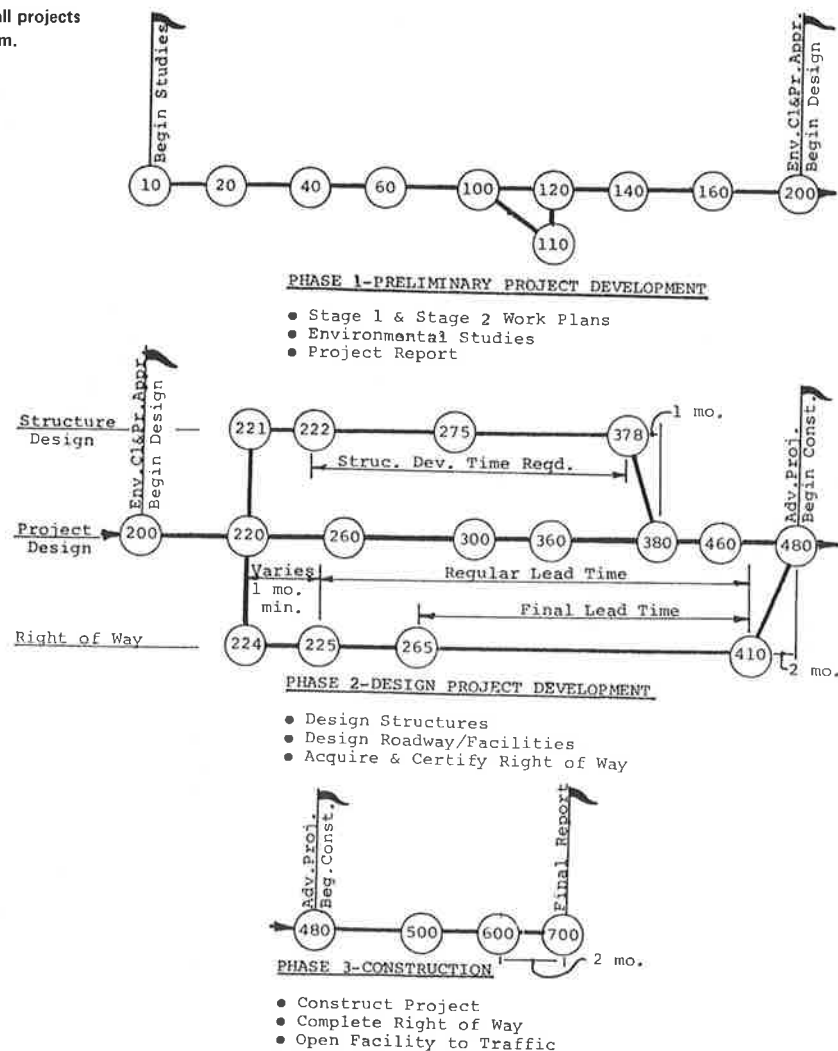 all projects
m.
Begin Studies
Env.Cl&Pr.Appr.
Begin Design
10 20 40 60 100 120 140 160 200
110
PHASE 1-PRELIMINARY PROJECT DEVELOPMENT
● Stage 1 & Stage 2 Work Plans
● Environmental Studies
● Project Report
Env.Cl&Pr.Appr
Begin Design
Adv.Proj.
Begin Const.
Structure
Design
221 222 275 378
1 mo.
Struc. Dev. Time Reqd.
Project
Design
200 220 260 300 360 380 460 480
Varies
1 mo.
min.
Regular Lead Time
Final Lead Time
Right of Way
224 225 265 410
2 mo.
PHASE 2-DESIGN PROJECT DEVELOPMENT
● Design Structures
● Design Roadway/Facilities
● Acquire & Certify Right of Way
Adv.Proj.
Beg.Const.
Final Report
480 500 600 700
2 mo.
PHASE 3-CONSTRUCTION
● Construct Project
● Complete Right of Way
● Open Facility to Traffic